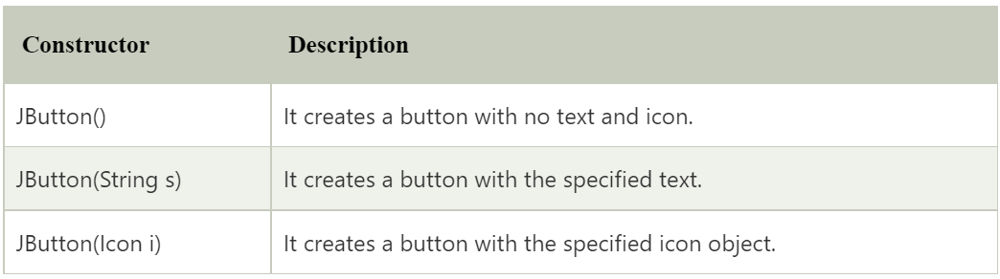 Constructor Description
JButton() It creates a button with no text and icon.
JButton(String s) It creates a button with the specified text.
JButton(Icon i) It creates a button with the specified icon object.